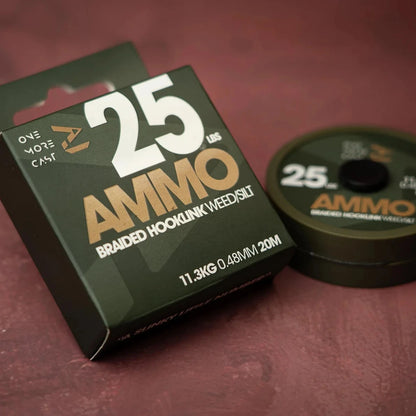 ONE
MORE
CAST
25 LBS
AMMO
BRAIDED HOOKLINK WEED/SILT
11.3KG 0.48MM 20M
25
AMMO
BRAIDED HOOKLINK WEED/SILT